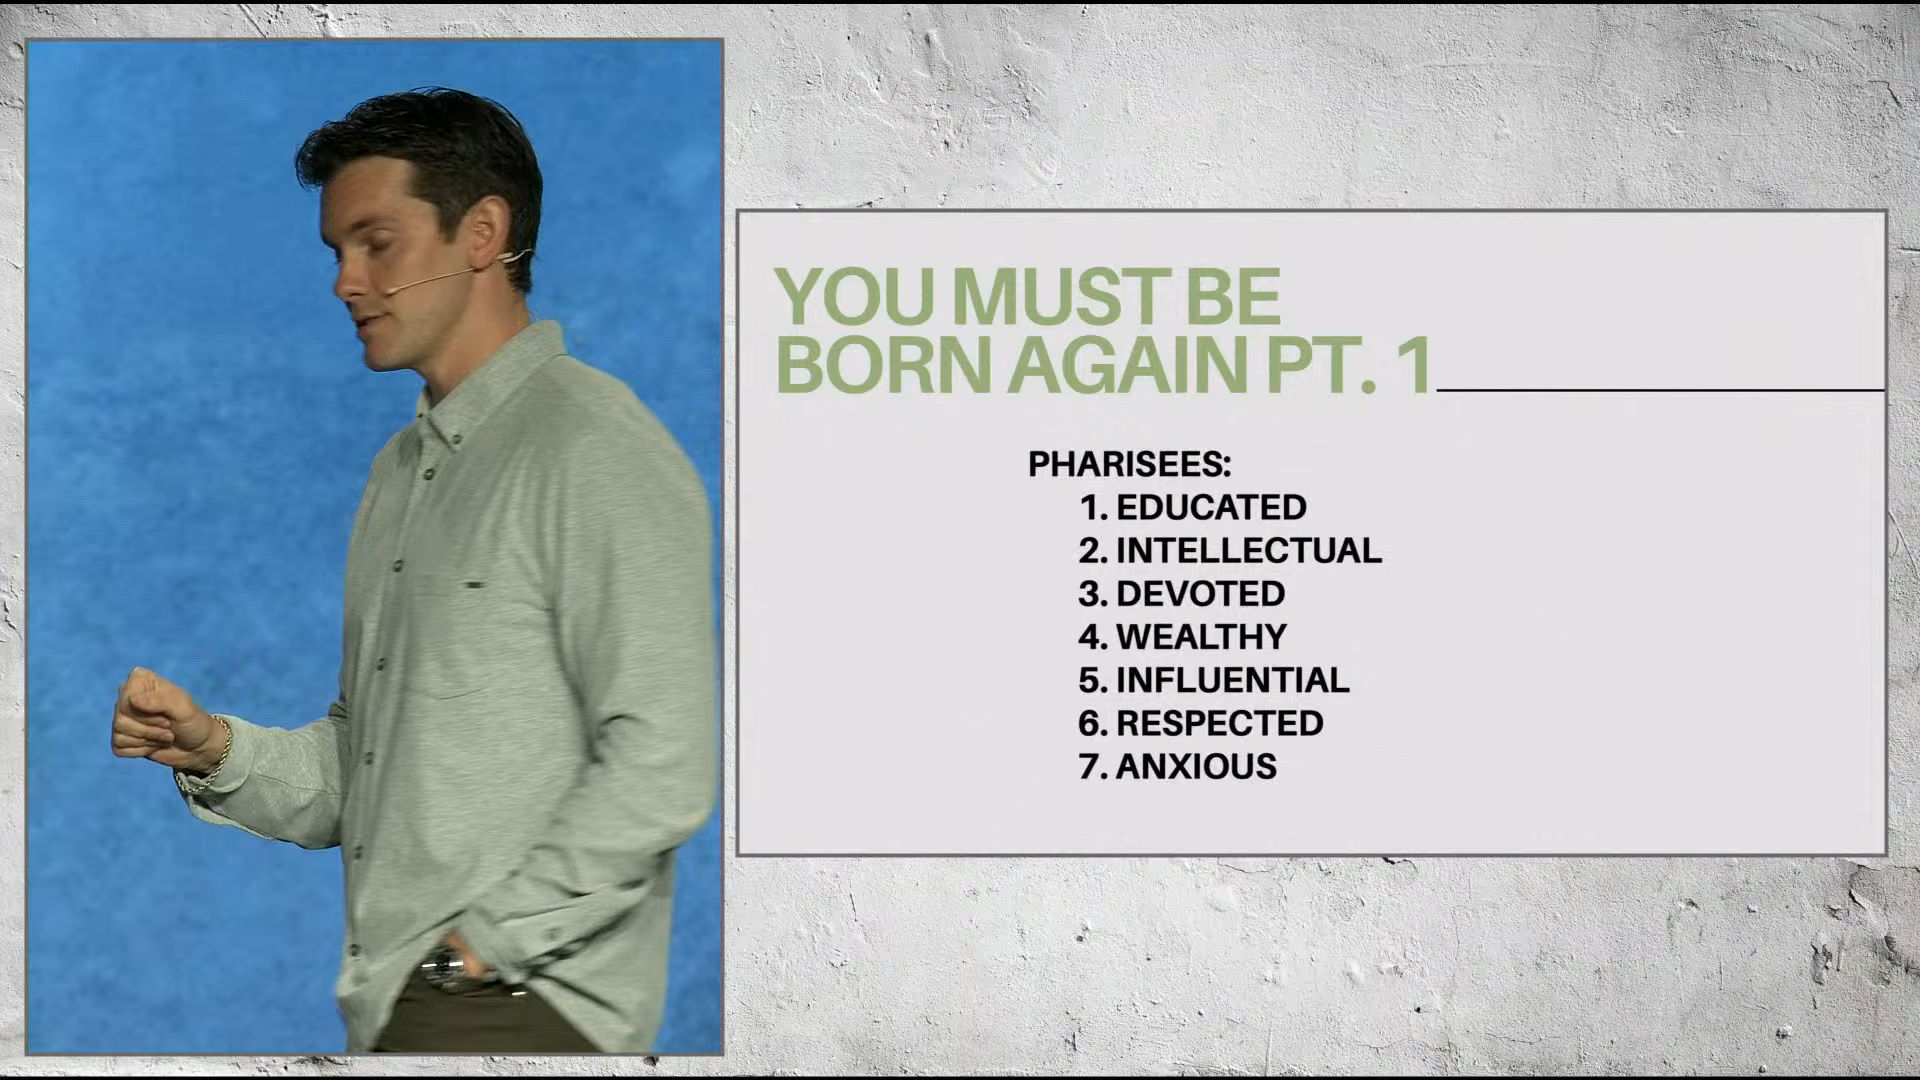 YOU MUST BE
BORN AGAIN PT. 1
PHARISEES:
1. EDUCATED
2. INTELLECTUAL
3. DEVOTED
4. WEALTHY
5. INFLUENTIAL
6. RESPECTED
7. ANXIOUS